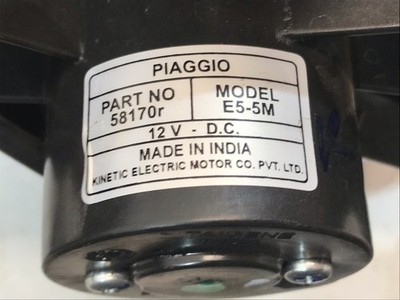 PIAGGIO
PART NO
58170r
MODEL
E5-5M
12 V - D.C.
MADE IN INDIA
KINETIC ELECTRIC MOTOR CO. PVT. LTD.